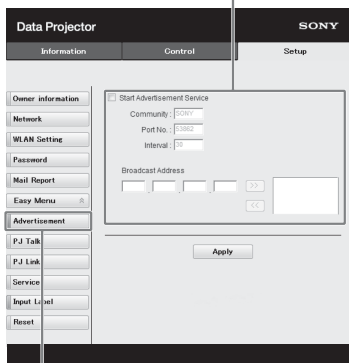 Data Projector
SONY
Information
Control
Setup
Owner information
Network
WLAN Setting
Password
Mail Report
Easy Menu
Advertisement
PJ Talk
PJ Link
Service
Input Label
Reset
Start Advertisement Service
Community : SONY
Port No. : 53862
Interval : 30
Broadcast Address
. . .
>>
<<
Apply